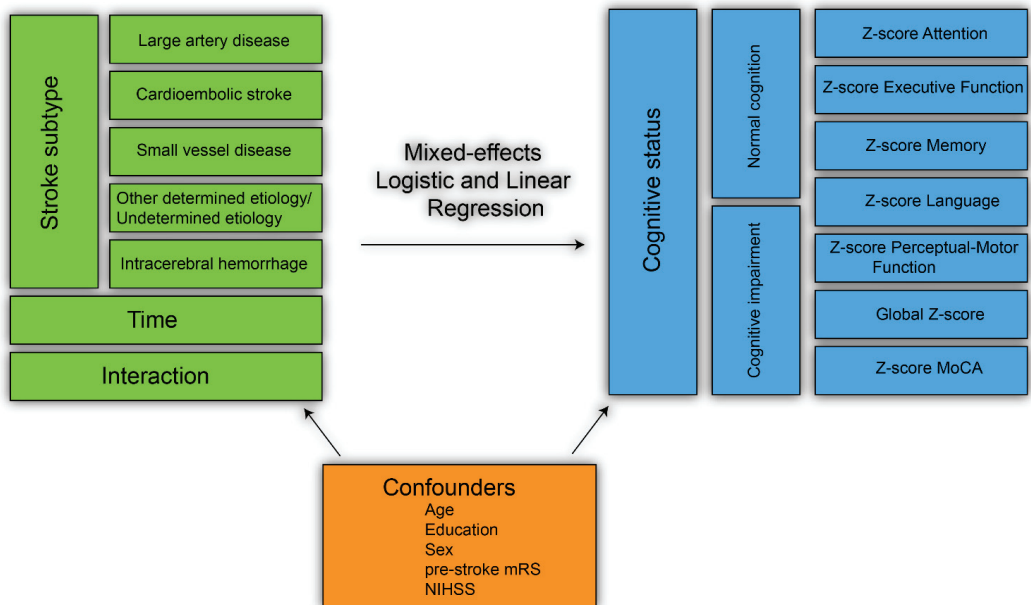 Stroke subtype
Large artery disease
Cardioembolic stroke
Small vessel disease
Other determined etiology/
Undetermined etiology
Intracerebral hemorrhage
Time
Interaction
Mixed-effects
Logistic and Linear
Regression
Cognitive status
Normal cognition
Cognitive impairment
Z-score Attention
Z-score Executive Function
Z-score Memory
Z-score Language
Z-score Perceptual-Motor
Function
Global Z-score
Z-score MoCA
Confounders
Age
Education
Sex
pre-stroke mRS
NIHSS